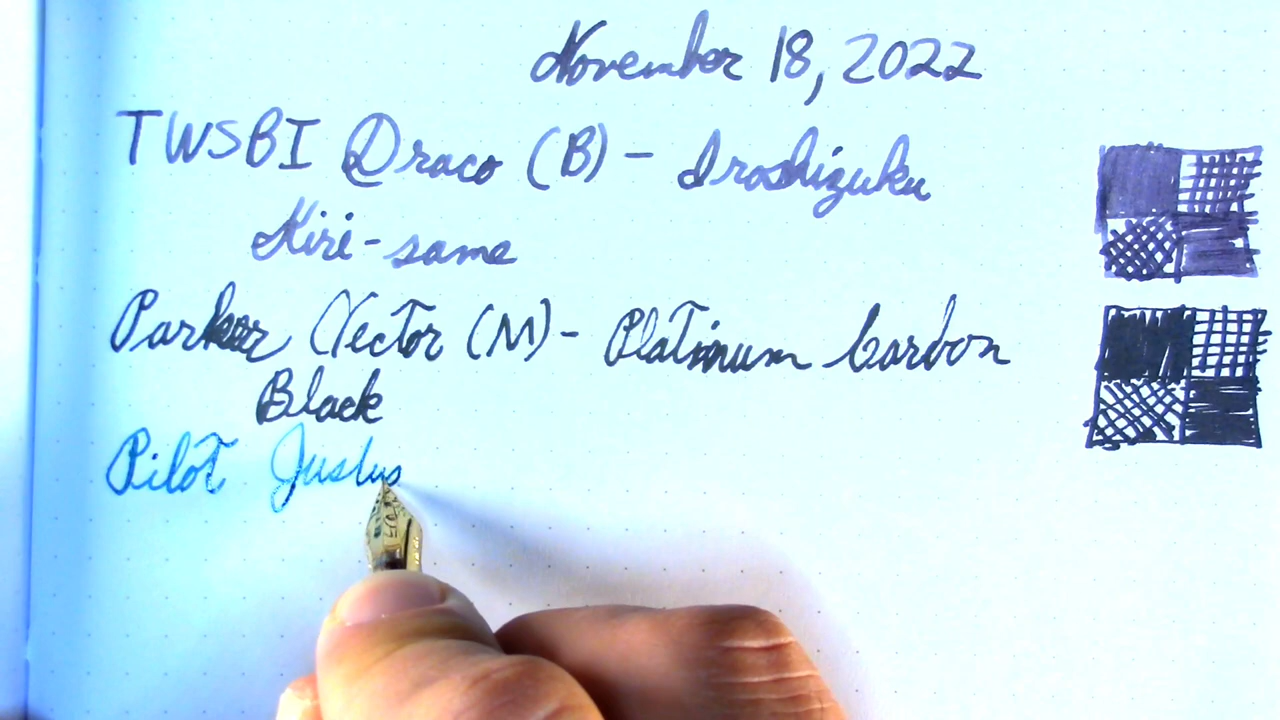 November 18, 2022
TWSBI Draco (B) - Iroshizuku
Kiri-same
Parker Vector (M) - Platinum Carbon
Black
Pilot Justus